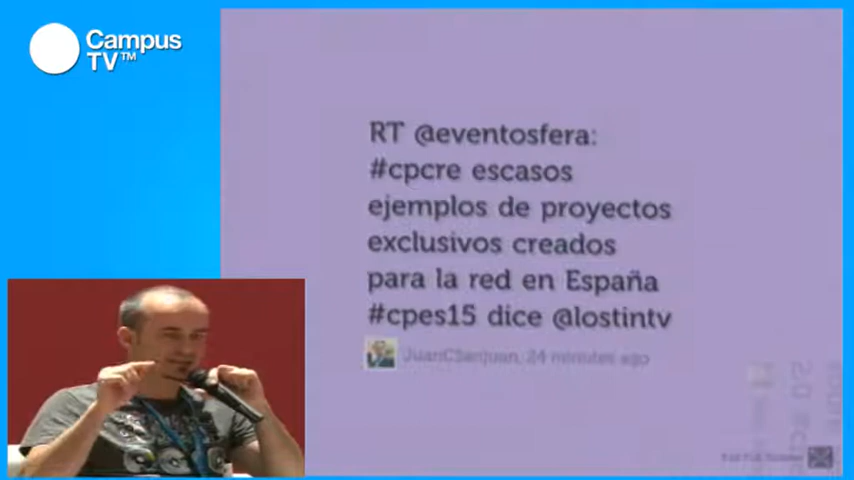 Campus
TV™
RT @eventosfera:
#cpcre escasos
ejemplos de proyectos
exclusivos creados
para la red en España
#cpes15 dice @lostintv
JuanCSanjuan, 24 minutes ago